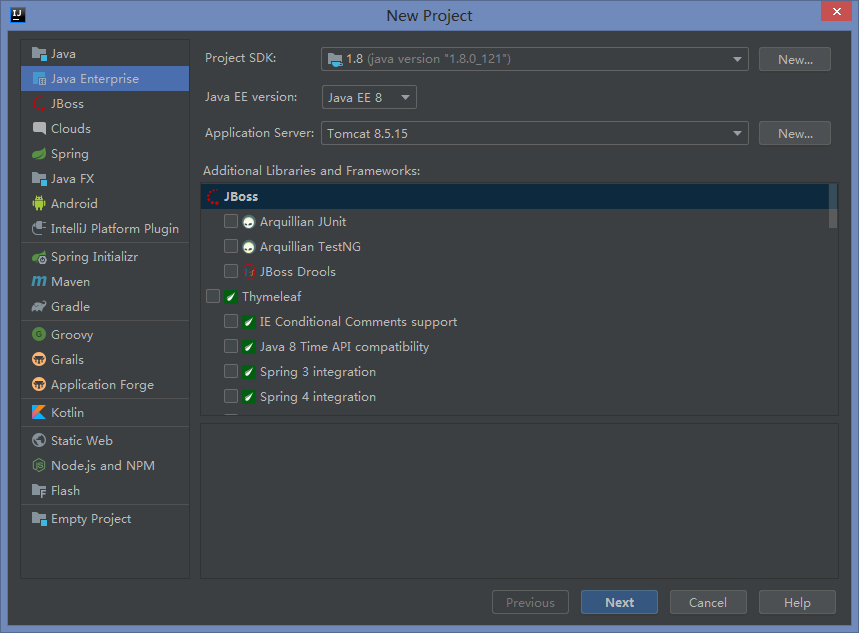 New Project
Java
Java Enterprise
JBoss
Clouds
Spring
Java FX
Android
IntelliJ Platform Plugin
Spring Initializr
Maven
Gradle
Groovy
Grails
Application Forge
Kotlin
Static Web
Node.js and NPM
Flash
Empty Project
Project SDK: 1.8 (java version "1.8.0_121") New...
Java EE version: Java EE 8
Application Server: Tomcat 8.5.15 New...
Additional Libraries and Frameworks:
JBoss
Arquillian JUnit
Arquillian TestNG
JBoss Drools
Thymeleaf
IE Conditional Comments support
Java 8 Time API compatibility
Spring 3 integration
Spring 4 integration
Previous Next Cancel Help